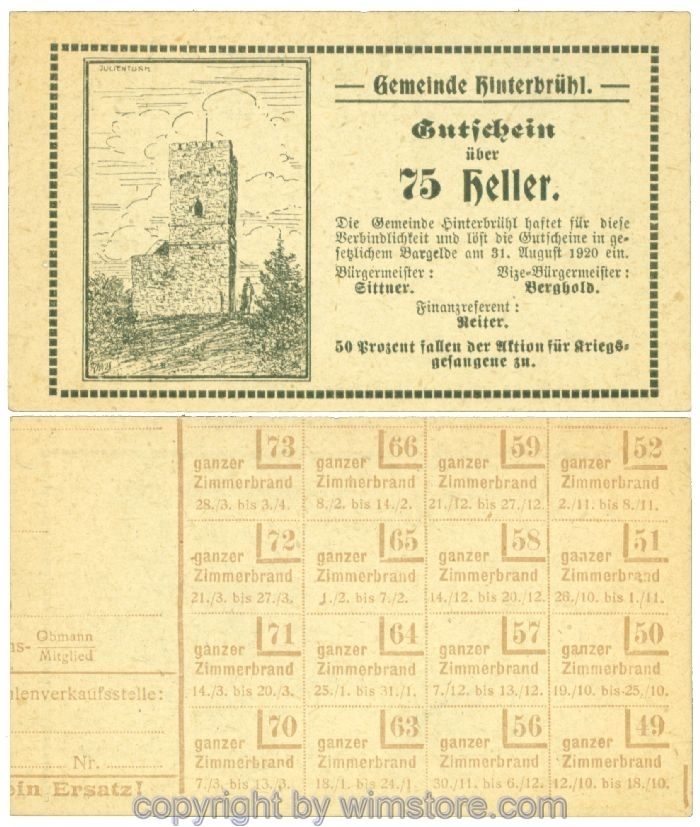 JULIENTURM
Gemeinde Hinterbrühl.
Gutschein
über
75 Heller.
Die Gemeinde Hinterbrühl haftet für diese
Verbindlichkeit und löst die Gutscheine in ge-
setzlichem Bargelde am 31. August 1920 ein.
Bürgermeister: Vize-Bürgermeister:
Sittner. Berghold.
Finanzreferent:
Reiter.
50 Prozent fallen der Aktion für Kriegs-
gefangene zu.
73 66 59 52
ganzer ganzer ganzer ganzer
Zimmerbrand Zimmerbrand Zimmerbrand Zimmerbrand
28./3. bis 3./4. 8./2. bis 14./2. 21./12. bis 27./12. 2./11. bis 8./11.
72 65 58 51
ganzer ganzer ganzer ganzer
Zimmerbrand Zimmerbrand Zimmerbrand Zimmerbrand
21./3. bis 27./3. 1./2. bis 7./2. 14./12. bis 20./12. 28./10. bis 1./11.
Obmann
Mitglied
71 64 57 50
ganzer ganzer ganzer ganzer
Zimmerbrand Zimmerbrand Zimmerbrand Zimmerbrand
14./3. bis 20./3. 25./1. bis 31./1. 7./12. bis 13./12. 19./10. bis 25./10.
hlenverkaufsstelle:
70 63 56 49
ganzer ganzer ganzer ganzer
Nr. Zimmerbrand Zimmerbrand Zimmerbrand Zimmerbrand
7./3. bis 13./3. 18./1. bis 24./1. 30./11. bis 6./12. 12./10. bis 18./10.
ein Ersatz!
copyright by wimstore.com